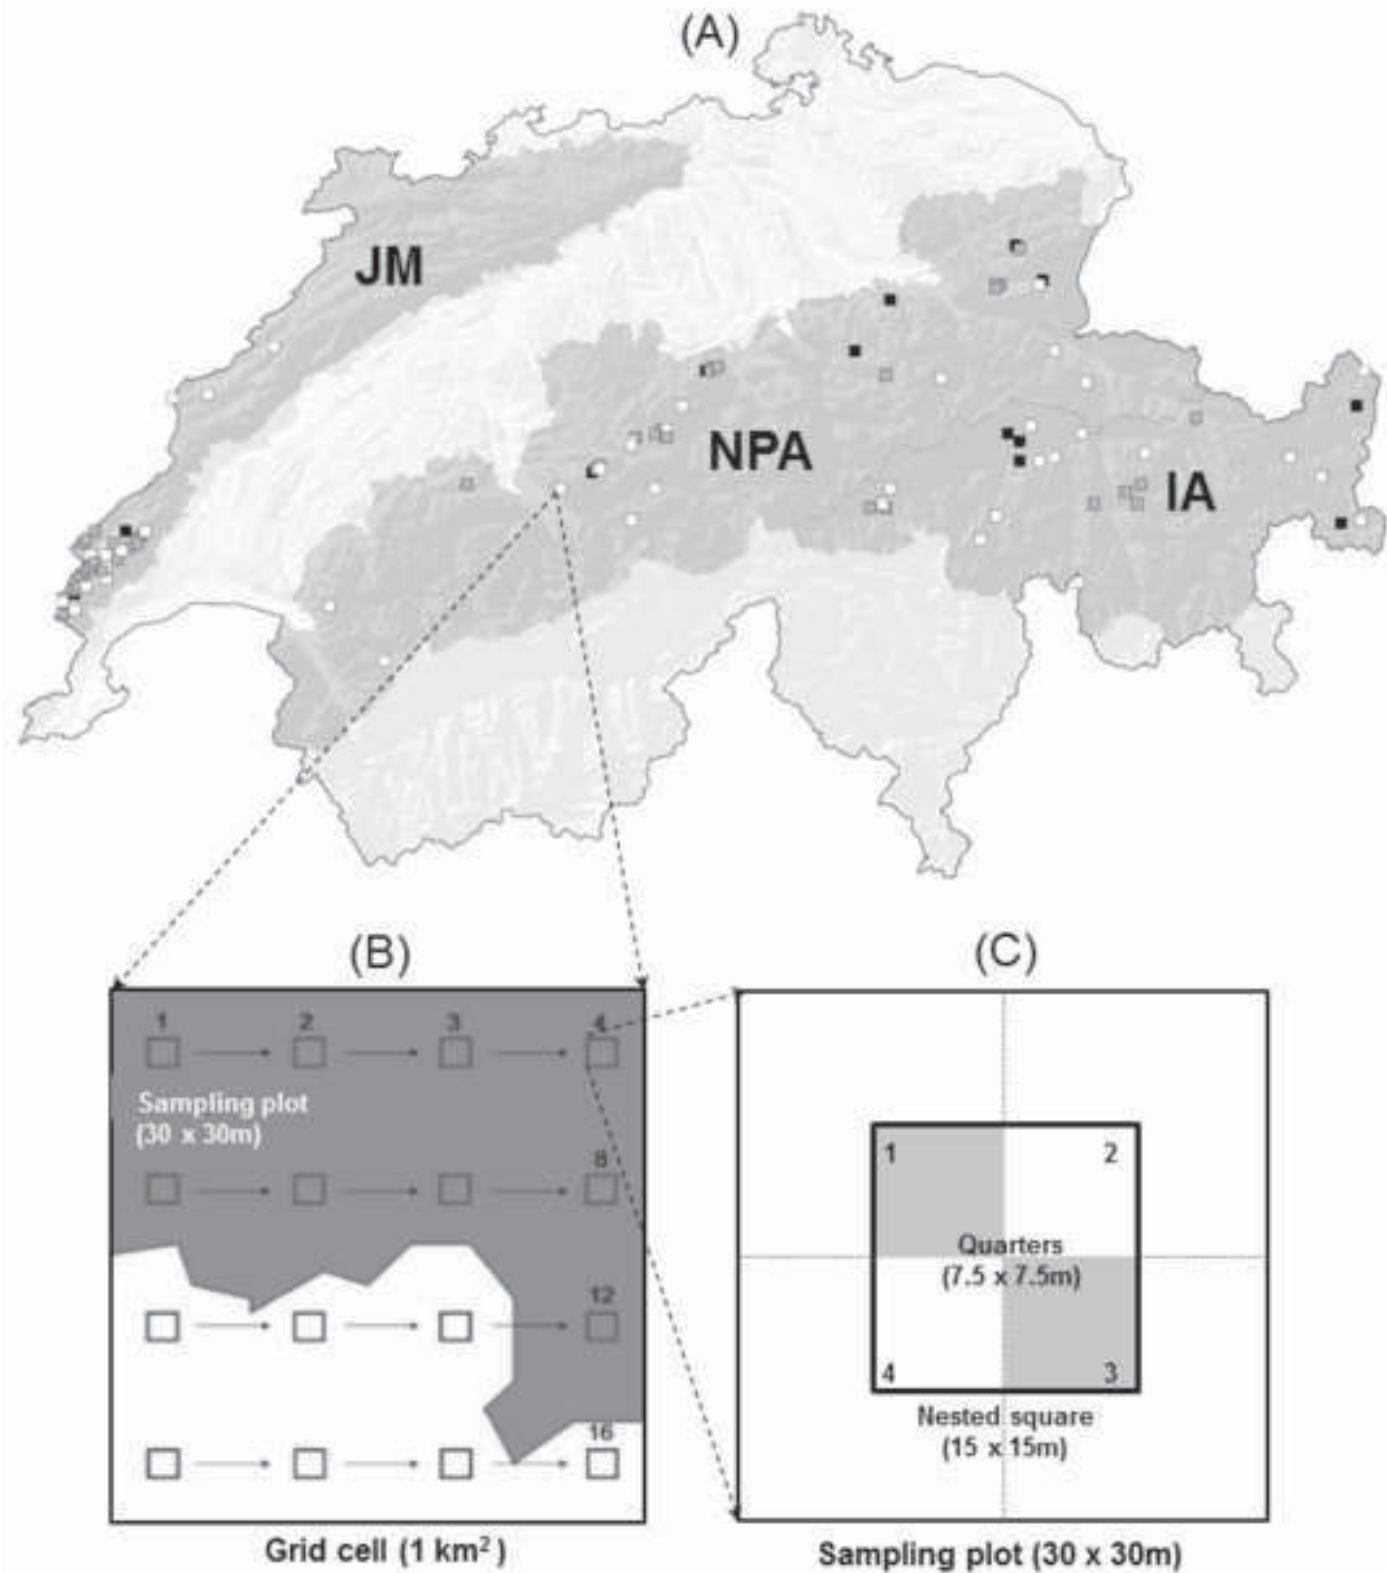 (A)
JM
NPA
IA
(B)
(C)
1 2 3 4
Sampling plot
(30 x 30m)
8
12
16
Grid cell (1 km²)
1 2
Quarters
(7.5 x 7.5m)
4 3
Nested square
(15 x 15m)
Sampling plot (30 x 30m)